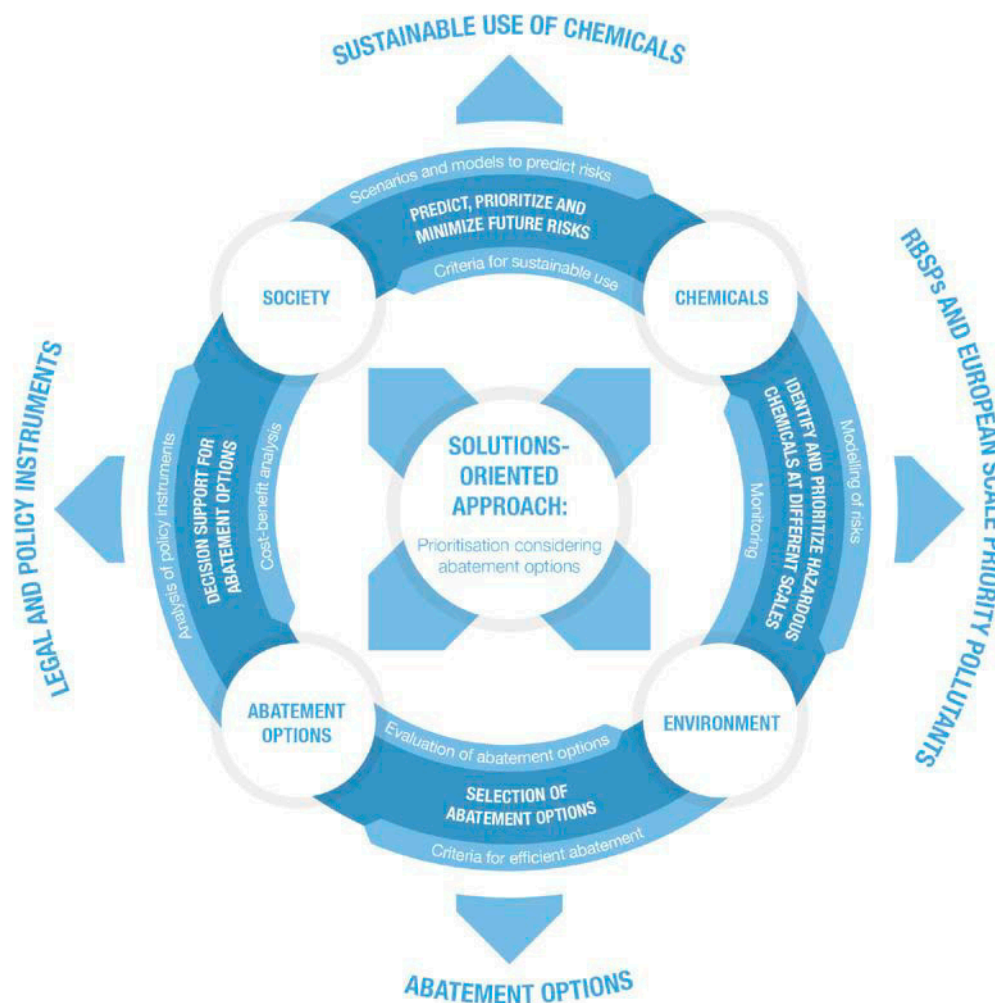 SUSTAINABLE USE OF CHEMICALS
Scenarios and models to predict risks
PREDICT, PRIORITIZE AND
MINIMIZE FUTURE RISKS
Criteria for sustainable use
SOCIETY
CHEMICALS
RBSPs AND EUROPEAN SCALE PRIORITY POLLUTANTS
Modelling of risks
IDENTIFY AND PRIORITIZE HAZARDOUS
CHEMICALS AT DIFFERENT SCALES
Monitoring
LEGAL AND POLICY INSTRUMENTS
Analysis of policy instruments
DECISION SUPPORT FOR
ABATEMENT OPTIONS
Cost-benefit analysis
SOLUTIONS-
ORIENTED
APPROACH:
Prioritisation considering
abatement options
ABATEMENT
OPTIONS
ENVIRONMENT
Evaluation of abatement options
SELECTION OF
ABATEMENT OPTIONS
Criteria for efficient abatement
ABATEMENT OPTIONS